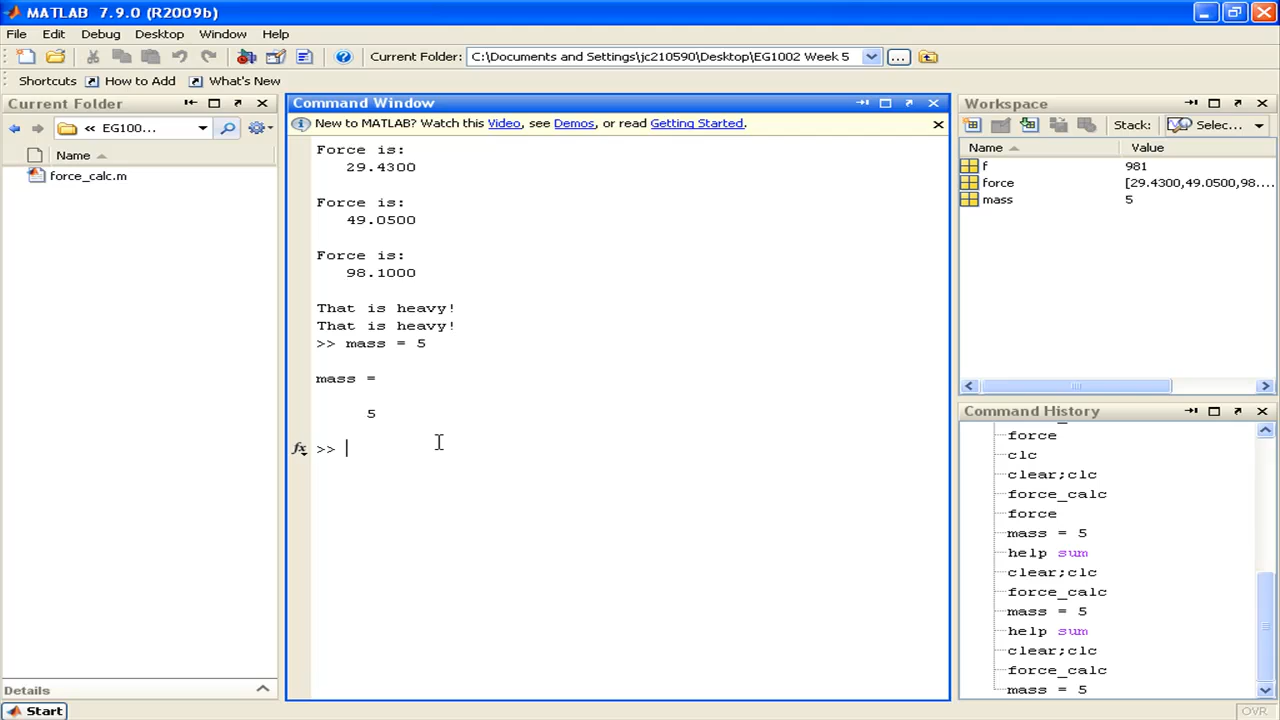 MATLAB 7.9.0 (R2009b)
File Edit Debug Desktop Window Help
Current Folder: C:\Documents and Settings\jc210590\Desktop\EG1002 Week 5 ...
Shortcuts How to Add What's New
Current Folder
« EG100...
Name
force_calc.m
Details
Command Window
New to MATLAB? Watch this Video, see Demos, or read Getting Started.
Force is:
29.4300
Force is:
49.0500
Force is:
98.1000
That is heavy!
That is heavy!
>> mass = 5
mass =
5
fx >>
Workspace
Stack: Selec...
Name Value
f 981
force [29.4300,49.0500,98....
mass 5
Command History
force
clc
clear;clc
force_calc
force
mass = 5
help sum
clear;clc
force_calc
mass = 5
help sum
clear;clc
force_calc
mass = 5
Start
OVR